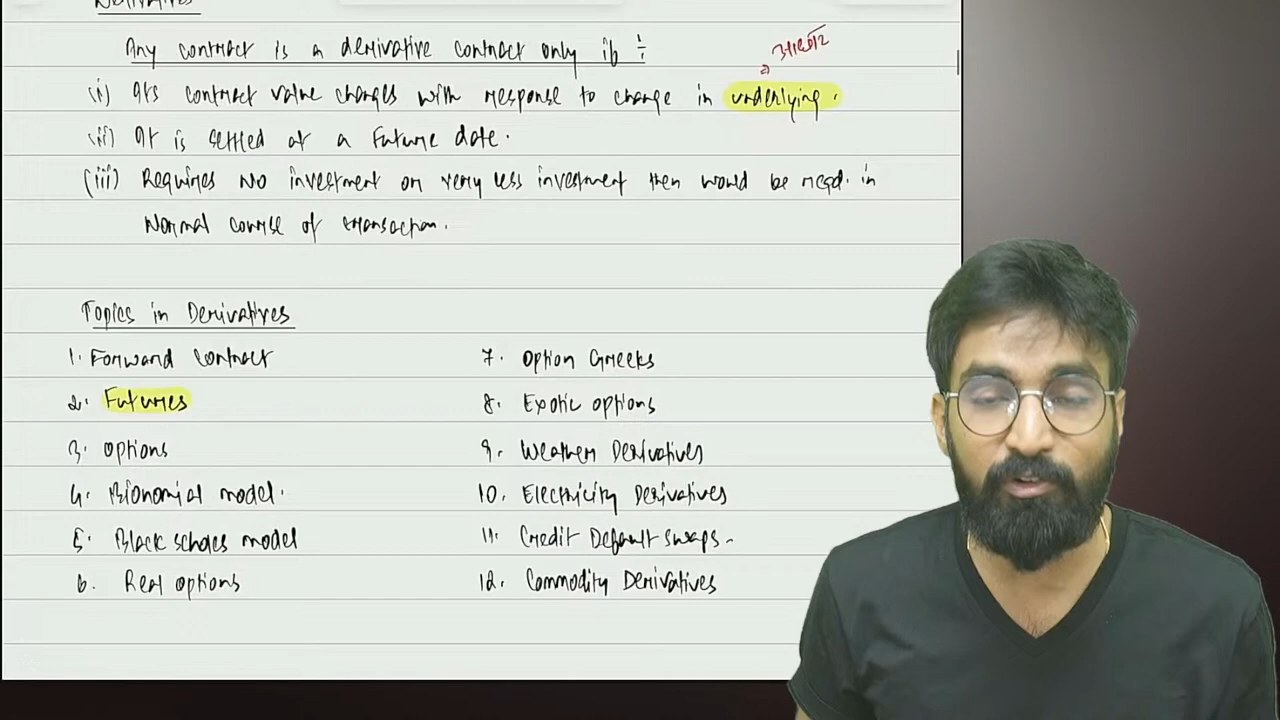 Derivatives
Any contract is a derivative contract only if :-
(i) Its contract value changes with response to change in underlying.
(ii) It is settled at a future date.
(iii) Requires No investment or very less investment then would be reqd. in
Normal course of transaction.
Topics in Derivatives
1. Forward Contract
2. Futures
3. Options
4. Bionomial model.
5. Black scholes model
6. Real options
7. Option Greeks
8. Exotic options
9. Weather Derivatives
10. Electricity Derivatives
11. Credit Default swaps-
12. Commodity Derivatives